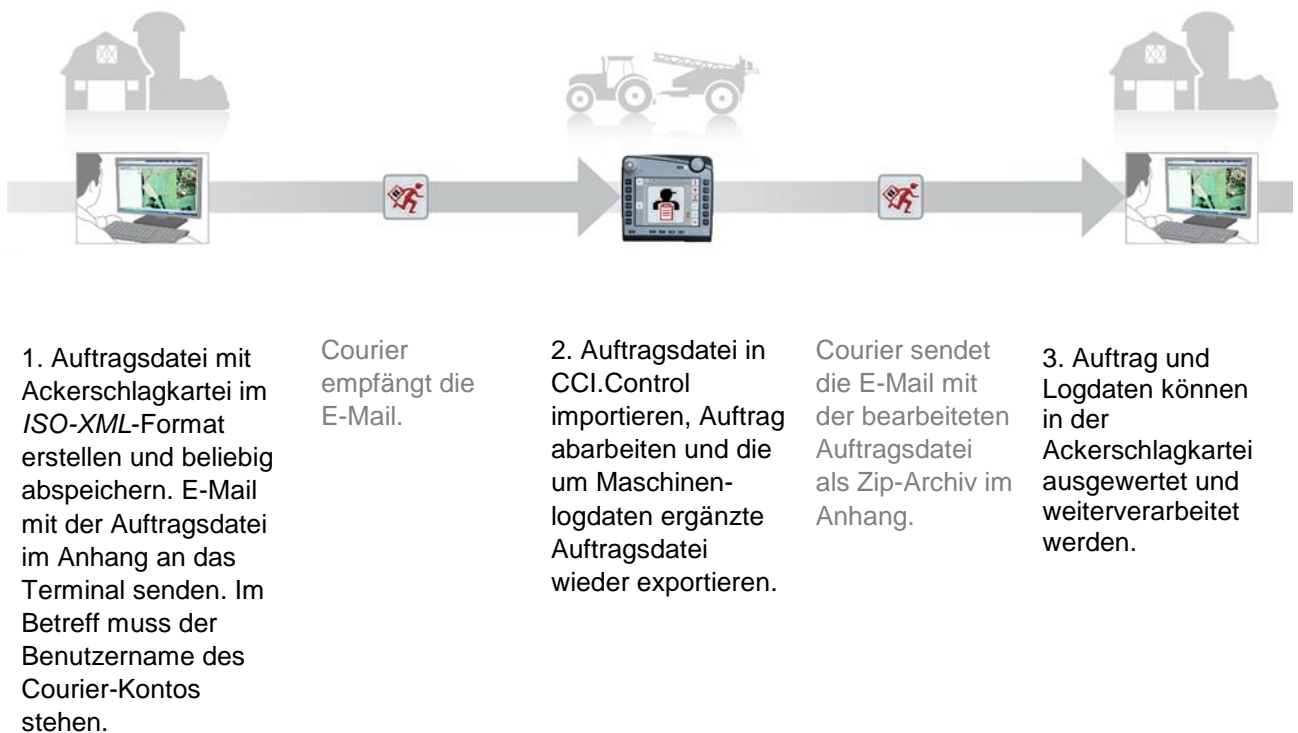 1. Auftragsdatei mit
Ackerschlagkartei im
ISO-XML-Format
erstellen und beliebig
abspeichern. E-Mail
mit der Auftragsdatei
im Anhang an das
Terminal senden. Im
Betreff muss der
Benutzername des
Courier-Kontos
stehen.
Courier
empfängt die
E-Mail.
2. Auftragsdatei in
CCI.Control
importieren, Auftrag
abarbeiten und die
um Maschinen-
logdaten ergänzte
Auftragsdatei
wieder exportieren.
Courier sendet
die E-Mail mit
der bearbeiteten
Auftragsdatei
als Zip-Archiv im
Anhang.
3. Auftrag und
Logdaten können
in der
Ackerschlagkartei
ausgewertet und
weiterverarbeitet
werden.